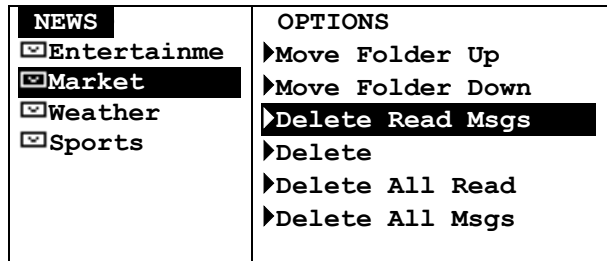 NEWS
Entertainme
Market
Weather
Sports
OPTIONS
Move Folder Up
Move Folder Down
Delete Read Msgs
Delete
Delete All Read
Delete All Msgs